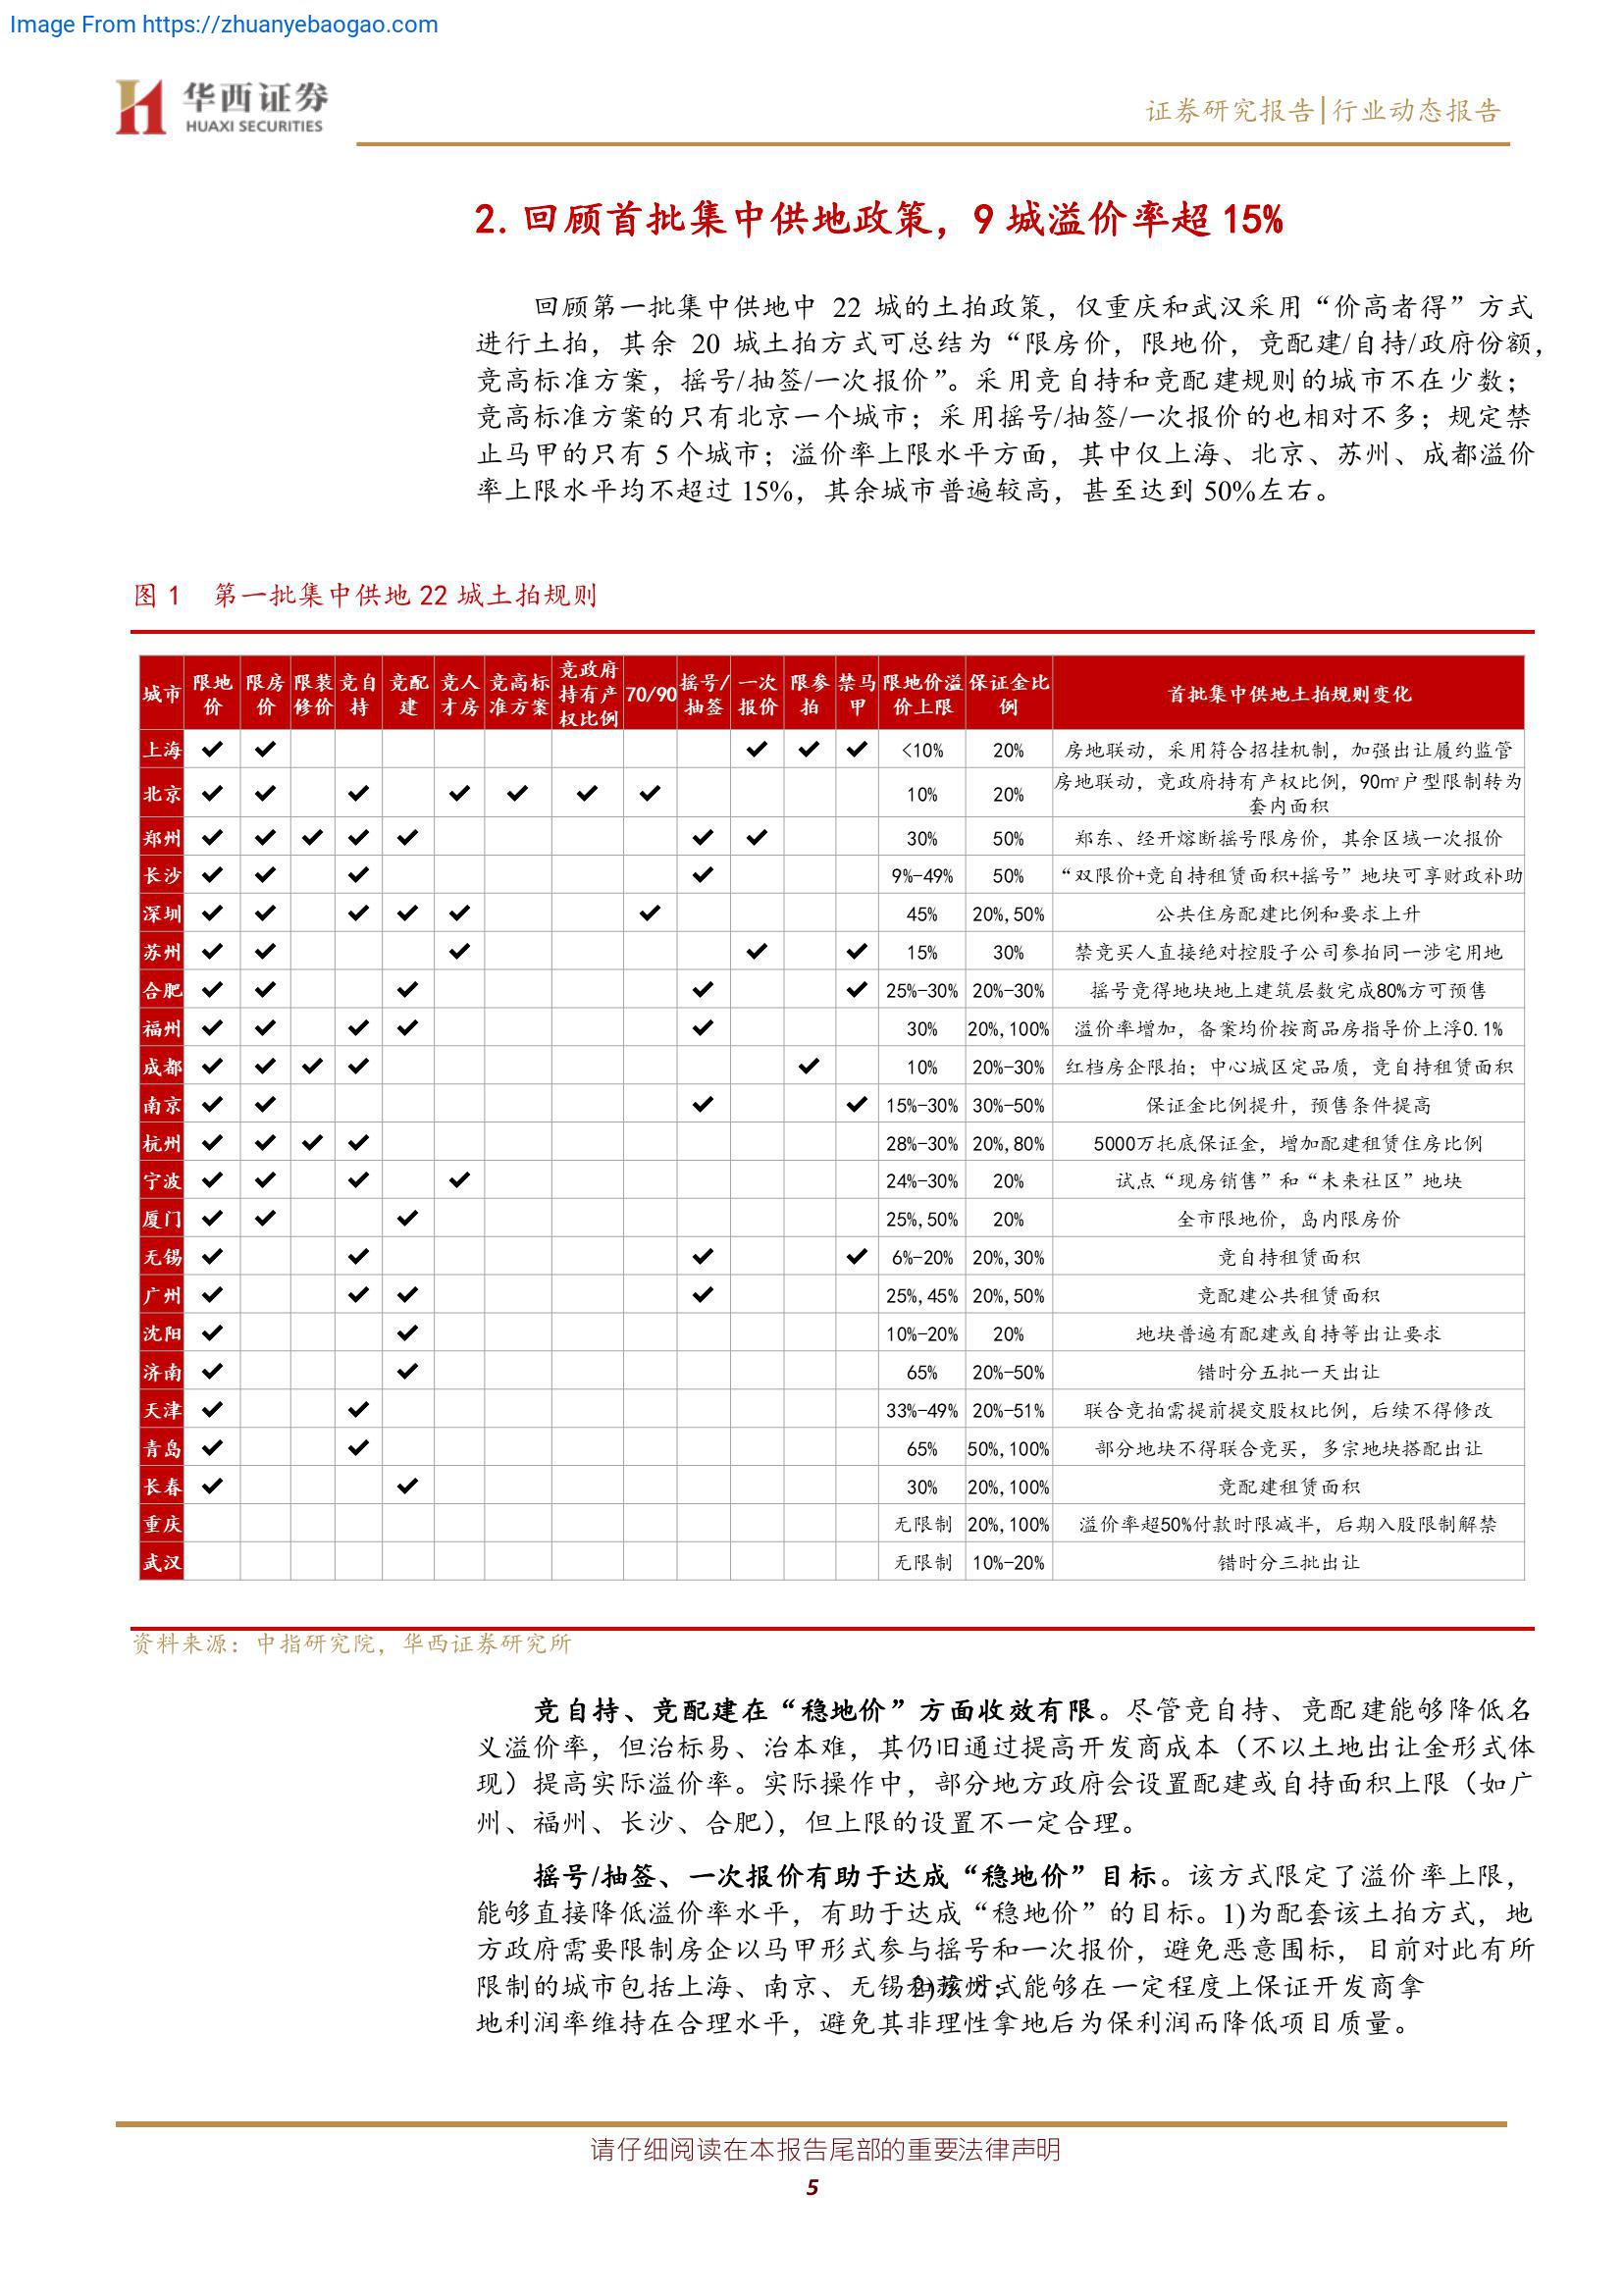 Image From https://zhuanyebaogao.com
华西证券
HUAXI SECURITIES
证券研究报告|行业动态报告
2. 回顾首批集中供地政策，9 城溢价率超 15%
回顾第一批集中供地中 22 城的土拍政策，仅重庆和武汉采用“价高者得”方式
进行土拍，其余 20 城土拍方式可总结为“限房价，限地价，竞配建/自持/政府份额，
竞高标准方案，摇号/抽签/一次报价”。采用竞自持和竞配建规则的城市不在少数；
竞高标准方案的只有北京一个城市；采用摇号/抽签/一次报价的也相对不多；规定禁
止马甲的只有 5 个城市；溢价率上限水平方面，其中仅上海、北京、苏州、成都溢价
率上限水平均不超过 15%，其余城市普遍较高，甚至达到 50%左右。
图 1 第一批集中供地 22 城土拍规则
城市 限地价 限房价 限装修价 竞自持 竞配建 竞人才房 竞高标准方案 竞政府持有产权比例 70/90 摇号/抽签 一次报价 限参拍 禁马甲 限地价溢价上限 保证金比例 首批集中供地土拍规则变化
上海 ✔ ✔ ✔ ✔ ✔ <10% 20% 房地联动，采用符合招挂机制，加强出让履约监管
北京 ✔ ✔ ✔ ✔ ✔ ✔ ✔ 10% 20% 房地联动，竞政府持有产权比例，90㎡户型限制转为套内面积
郑州 ✔ ✔ ✔ ✔ ✔ ✔ ✔ 30% 50% 郑东、经开熔断摇号限房价，其余区域一次报价
长沙 ✔ ✔ ✔ ✔ 9%-49% 50% “双限价+竞自持租赁面积+摇号”地块可享财政补助
深圳 ✔ ✔ ✔ ✔ ✔ ✔ 45% 20%,50% 公共住房配建比例和要求上升
苏州 ✔ ✔ ✔ ✔ ✔ 15% 30% 禁竞买人直接绝对控股子公司参拍同一涉宅用地
合肥 ✔ ✔ ✔ ✔ ✔ 25%-30% 20%-30% 摇号竞得地块地上建筑层数完成80%方可预售
福州 ✔ ✔ ✔ ✔ ✔ 30% 20%,100% 溢价率增加，备案均价按商品房指导价上浮0.1%
成都 ✔ ✔ ✔ ✔ ✔ 10% 20%-30% 红档房企限拍；中心城区定品质，竞自持租赁面积
南京 ✔ ✔ ✔ ✔ 15%-30% 30%-50% 保证金比例提升，预售条件提高
杭州 ✔ ✔ ✔ ✔ 28%-30% 20%,80% 5000万托底保证金，增加配建租赁住房比例
宁波 ✔ ✔ ✔ ✔ 24%-30% 20% 试点“现房销售”和“未来社区”地块
厦门 ✔ ✔ ✔ 25%,50% 20% 全市限地价，岛内限房价
无锡 ✔ ✔ ✔ ✔ 6%-20% 20%,30% 竞自持租赁面积
广州 ✔ ✔ ✔ ✔ 25%,45% 20%,50% 竞配建公共租赁面积
沈阳 ✔ ✔ 10%-20% 20% 地块普遍有配建或自持等出让要求
济南 ✔ ✔ 65% 20%-50% 错时分五批一天出让
天津 ✔ ✔ 33%-49% 20%-51% 联合竞拍需提前提交股权比例，后续不得修改
青岛 ✔ ✔ 65% 50%,100% 部分地块不得联合竞买，多宗地块搭配出让
长春 ✔ ✔ 30% 20%,100% 竞配建租赁面积
重庆 无限制 20%,100% 溢价率超50%付款时限减半，后期入股限制解禁
武汉 无限制 10%-20% 错时分三批出让
资料来源：中指研究院，华西证券研究所
竞自持、竞配建在“稳地价”方面收效有限。尽管竞自持、竞配建能够降低名
义溢价率，但治标易、治本难，其仍旧通过提高开发商成本（不以土地出让金形式体
现）提高实际溢价率。实际操作中，部分地方政府会设置配建或自持面积上限（如广
州、福州、长沙、合肥），但上限的设置不一定合理。
摇号/抽签、一次报价有助于达成“稳地价”目标。该方式限定了溢价率上限，
能够直接降低溢价率水平，有助于达成“稳地价”的目标。1)为配套该土拍方式，地
方政府需要限制房企以马甲形式参与摇号和一次报价，避免恶意围标，目前对此有所
限制的城市包括上海、南京、无锡和苏州；2)该方式能够在一定程度上保证开发商拿
地利润率维持在合理水平，避免其非理性拿地后为保利润而降低项目质量。
请仔细阅读在本报告尾部的重要法律声明
5